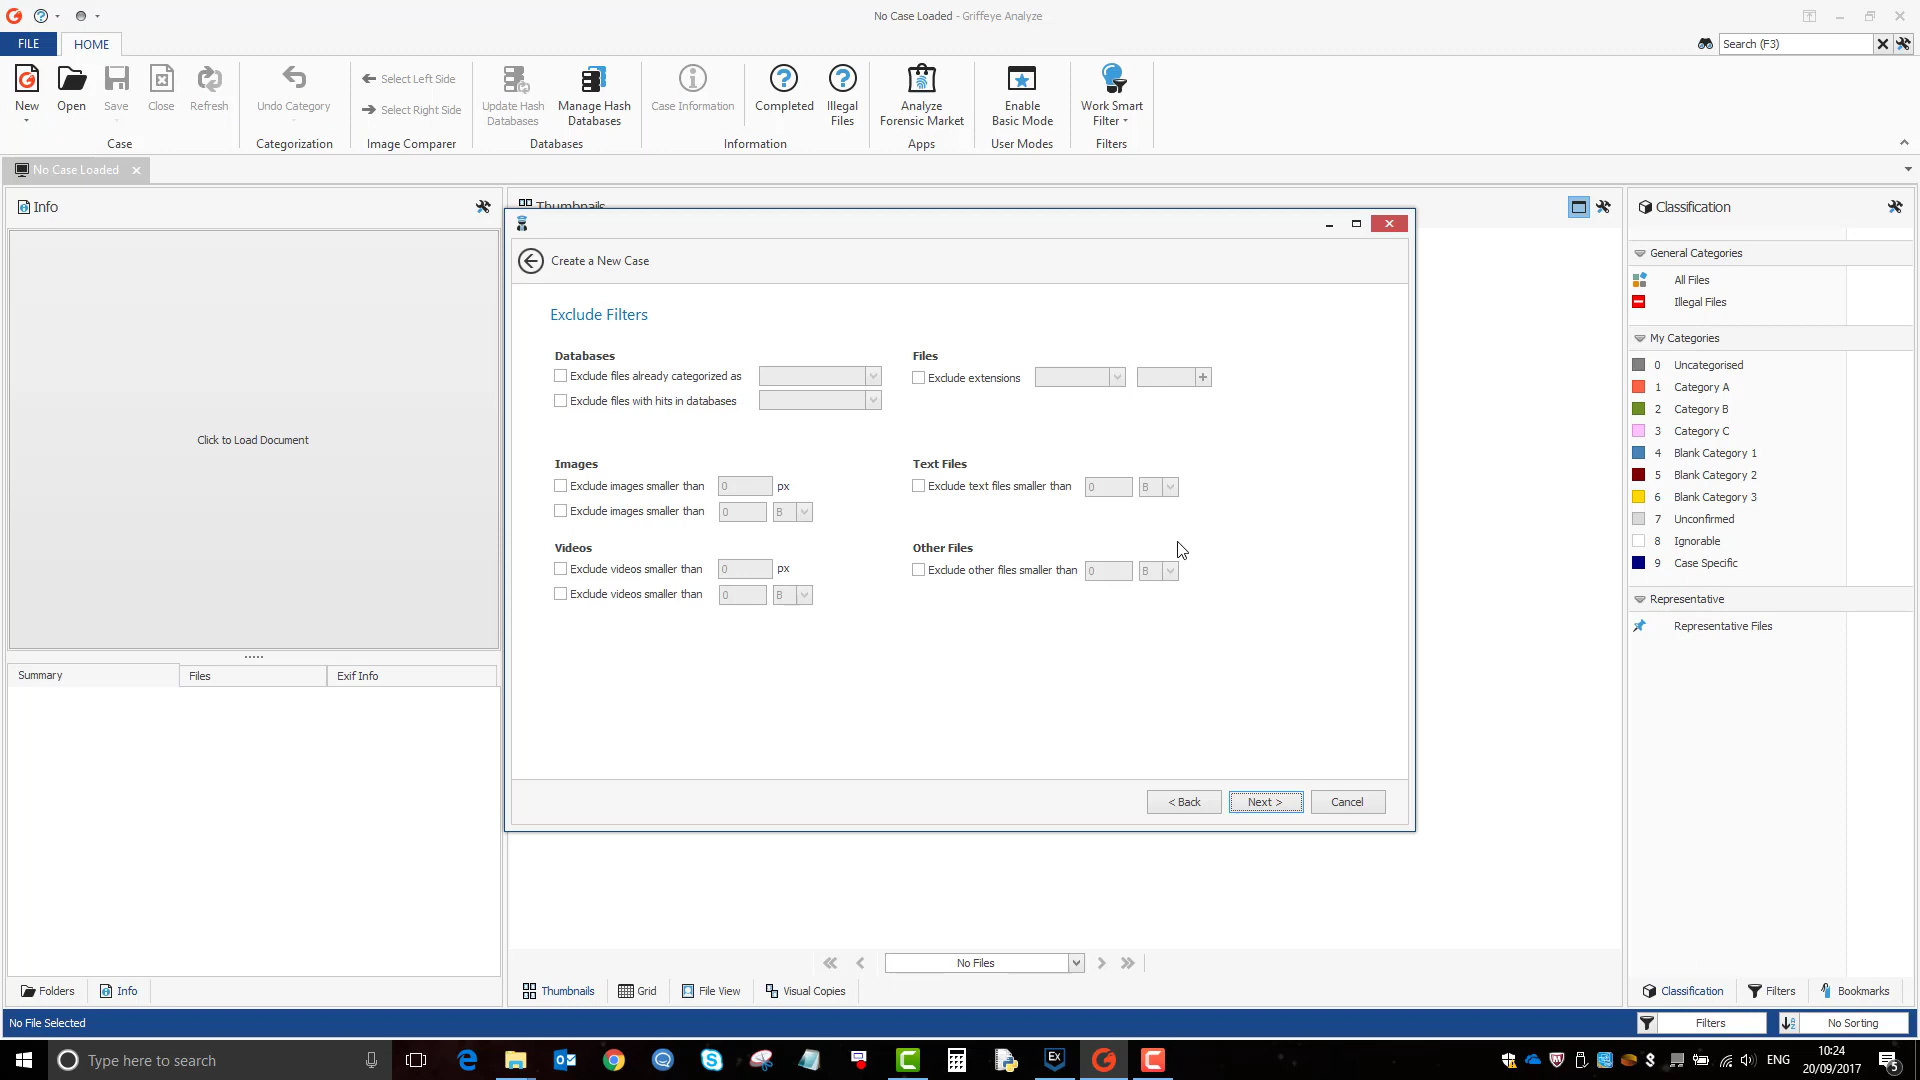 No Case Loaded - Griffeye Analyze
FILE
HOME
Search (F3)
New
Open
Save
Close
Refresh
Undo Category
Select Left Side
Select Right Side
Update Hash Databases
Manage Hash Databases
Case Information
Completed
Illegal Files
Analyze Forensic Market
Enable Basic Mode
Work Smart Filter
Case
Categorization
Image Comparer
Databases
Information
Apps
User Modes
Filters
No Case Loaded
Info
Click to Load Document
Summary
Files
Exif Info
Folders
Info
Thumbnails
Create a New Case
Exclude Filters
Databases
Exclude files already categorized as
Exclude files with hits in databases
Files
Exclude extensions
Images
Exclude images smaller than 0 px
Exclude images smaller than 0 B
Text Files
Exclude text files smaller than 0 B
Videos
Exclude videos smaller than 0 px
Exclude videos smaller than 0 B
Other Files
Exclude other files smaller than 0 B
< Back
Next >
Cancel
No Files
Thumbnails
Grid
File View
Visual Copies
Classification
General Categories
All Files
Illegal Files
My Categories
0 Uncategorised
1 Category A
2 Category B
3 Category C
4 Blank Category 1
5 Blank Category 2
6 Blank Category 3
7 Unconfirmed
8 Ignorable
9 Case Specific
Representative
Representative Files
Classification
Filters
Bookmarks
No File Selected
Filters
No Sorting
Type here to search
Ex
ENG
10:24
20/09/2017
5